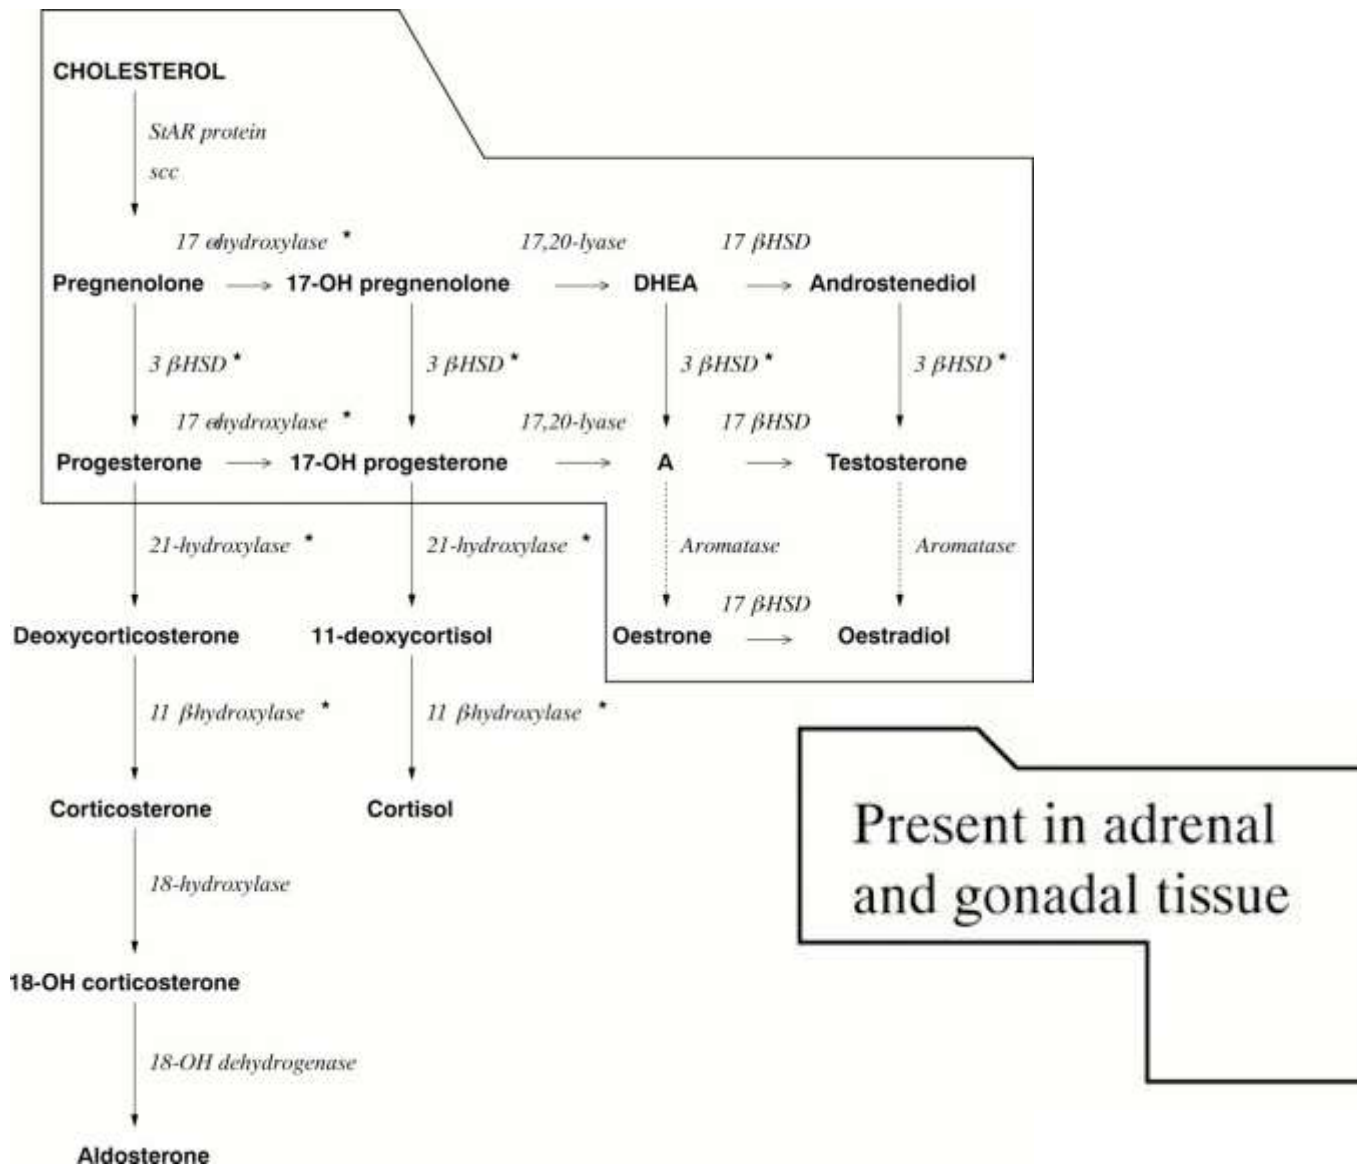 CHOLESTEROL
StAR protein
scc
17 αhydroxylase * 17,20-lyase 17 βHSD
Pregnenolone 17-OH pregnenolone DHEA Androstenediol
3 βHSD * 3 βHSD * 3 βHSD * 3 βHSD *
17 αhydroxylase * 17,20-lyase 17 βHSD
Progesterone 17-OH progesterone A Testosterone
21-hydroxylase * 21-hydroxylase * Aromatase Aromatase
17 βHSD
Deoxycorticosterone 11-deoxycortisol Oestrone Oestradiol
11 βhydroxylase * 11 βhydroxylase *
Corticosterone Cortisol
18-hydroxylase
18-OH corticosterone
18-OH dehydrogenase
Aldosterone
Present in adrenal
and gonadal tissue